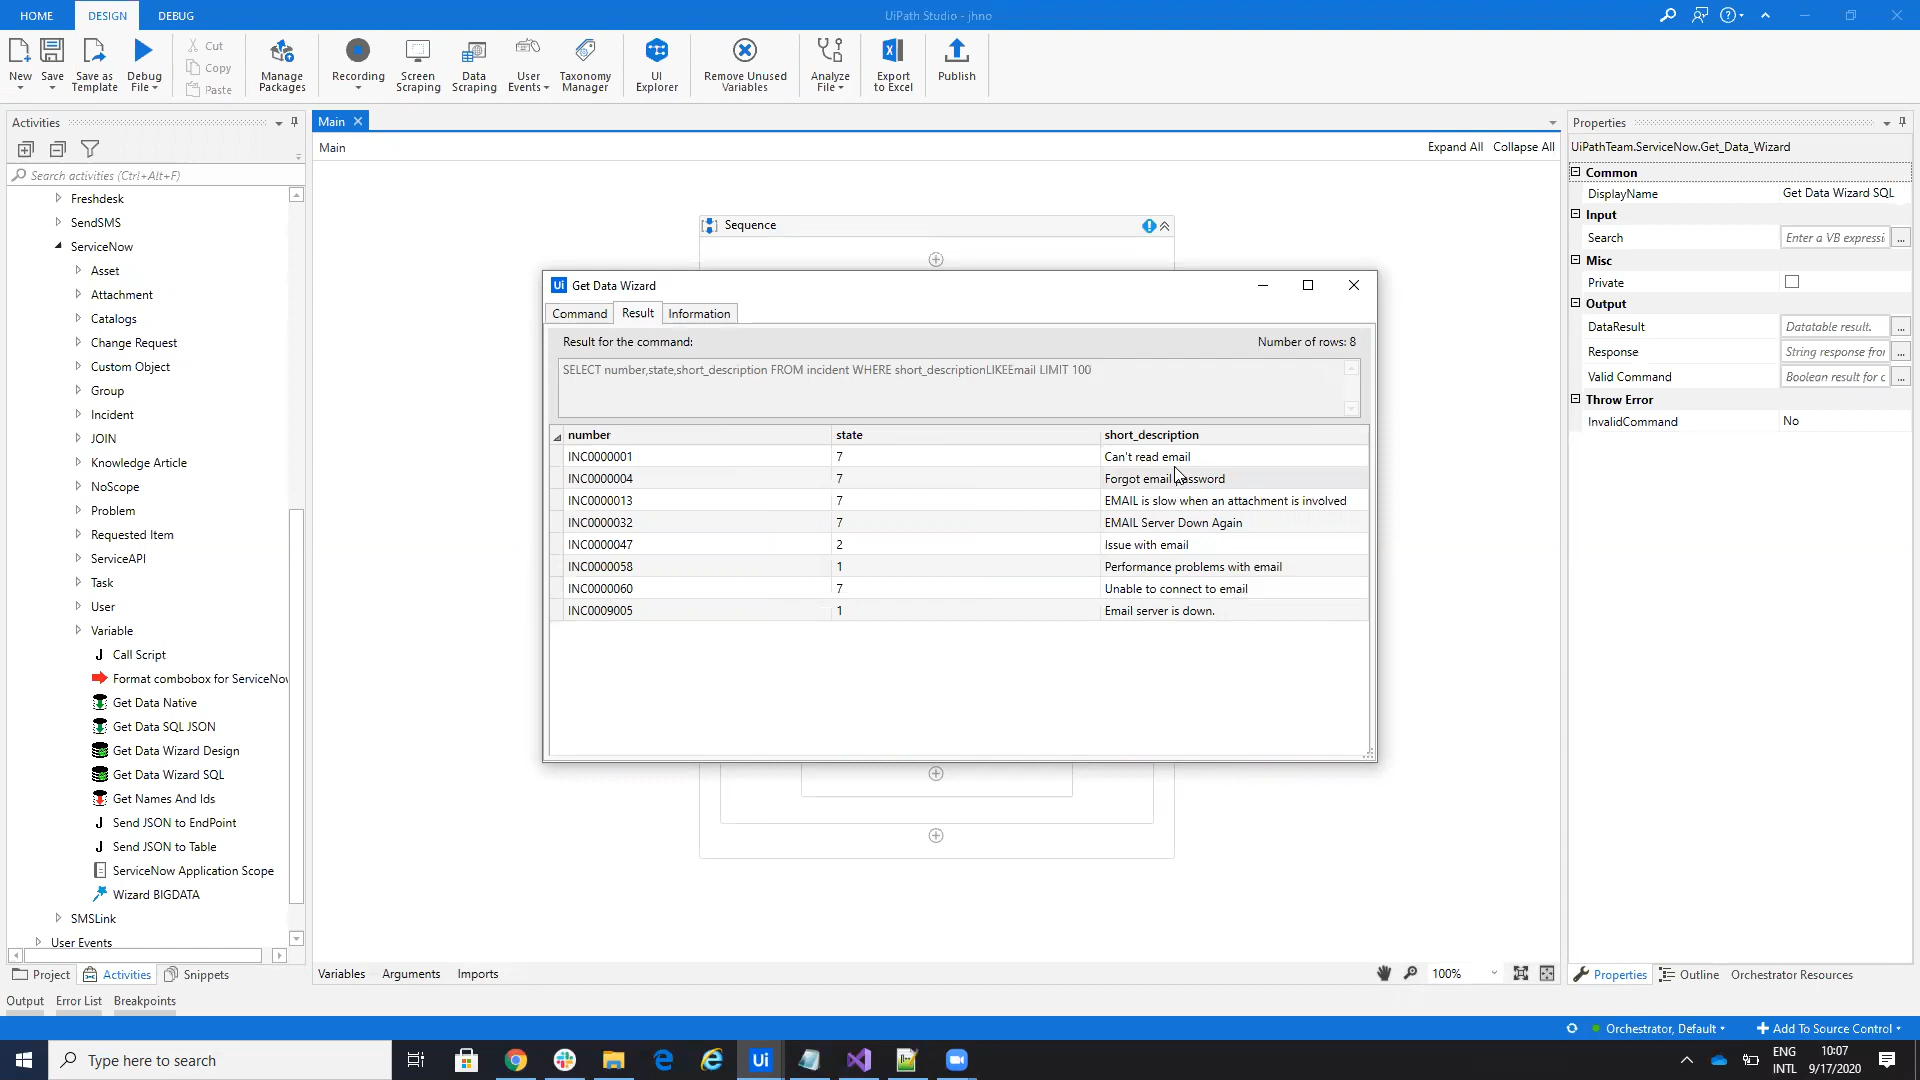 HOME DESIGN DEBUG UiPath Studio - jhno
New Save Save as Template Debug File Cut Copy Paste Manage Packages Recording Screen Scraping Data Scraping User Events Taxonomy Manager UI Explorer Remove Unused Variables Analyze File Export to Excel Publish
Activities
Search activities (Ctrl+Alt+F)
Freshdesk
SendSMS
ServiceNow
Asset
Attachment
Catalogs
Change Request
Custom Object
Group
Incident
JOIN
Knowledge Article
NoScope
Problem
Requested Item
ServiceAPI
Task
User
Variable
Call Script
Format combobox for ServiceNo
Get Data Native
Get Data SQL JSON
Get Data Wizard Design
Get Data Wizard SQL
Get Names And Ids
Send JSON to EndPoint
Send JSON to Table
ServiceNow Application Scope
Wizard BIGDATA
SMSLink
User Events
Project Activities Snippets
Output Error List Breakpoints
Main
Main Expand All Collapse All
Sequence
Ui Get Data Wizard
Command Result Information
Result for the command: Number of rows: 8
SELECT number,state,short_description FROM incident WHERE short_descriptionLIKEEmail LIMIT 100
number state short_description
INC0000001 7 Can't read email
INC0000004 7 Forgot email password
INC0000013 7 EMAIL is slow when an attachment is involved
INC0000032 7 EMAIL Server Down Again
INC0000047 2 Issue with email
INC0000058 1 Performance problems with email
INC0000060 7 Unable to connect to email
INC0009005 1 Email server is down.
Variables Arguments Imports 100%
Properties
UiPathTeam.ServiceNow.Get_Data_Wizard
Common
DisplayName Get Data Wizard SQL
Input
Search Enter a VB expressi ...
Misc
Private
Output
DataResult Datatable result. ...
Response String response fror ...
Valid Command Boolean result for c ...
Throw Error
InvalidCommand No
Properties Outline Orchestrator Resources
Orchestrator, Default Add To Source Control
Type here to search Ui ENG INTL 10:07 9/17/2020